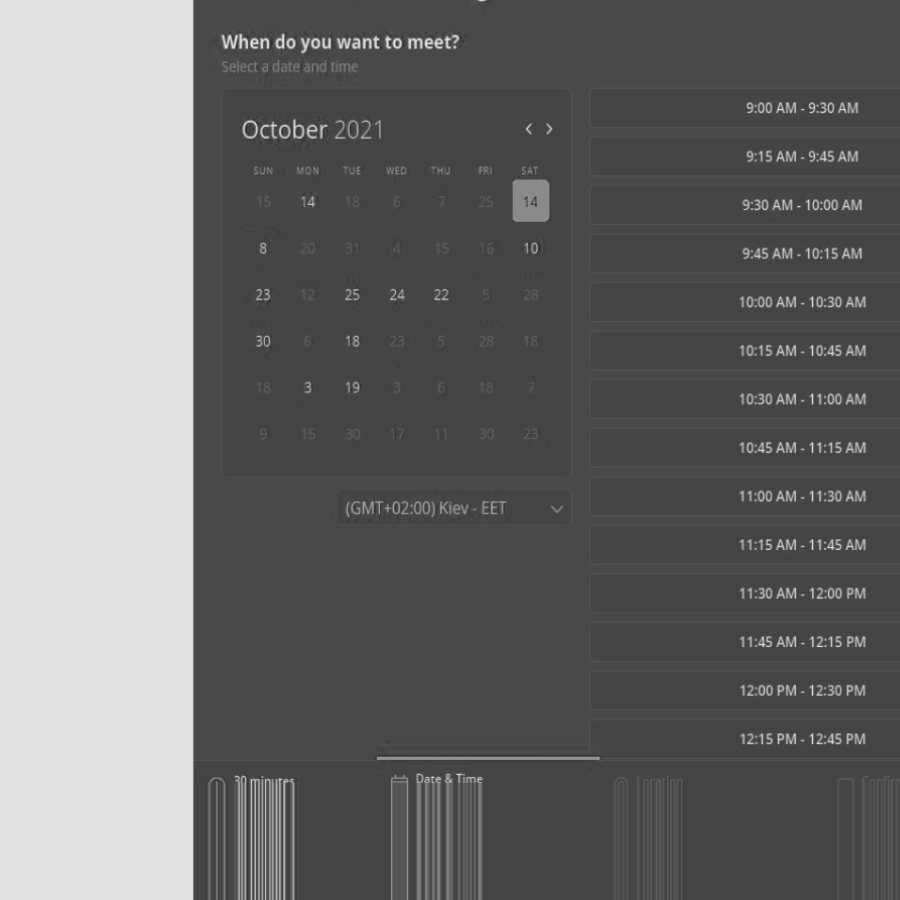 When do you want to meet?
Select a date and time
October 2021
SUN MON TUE WED THU FRI SAT
15 14 18 6 7 25 14
8 20 31 4 15 16 10
23 12 25 24 22 5 28
30 6 18 23 5 28 18
18 3 19 3 6 18 7
9 15 30 17 11 30 23
(GMT+02:00) Kiev - EET
9:00 AM - 9:30 AM
9:15 AM - 9:45 AM
9:30 AM - 10:00 AM
9:45 AM - 10:15 AM
10:00 AM - 10:30 AM
10:15 AM - 10:45 AM
10:30 AM - 11:00 AM
10:45 AM - 11:15 AM
11:00 AM - 11:30 AM
11:15 AM - 11:45 AM
11:30 AM - 12:00 PM
11:45 AM - 12:15 PM
12:00 PM - 12:30 PM
12:15 PM - 12:45 PM
30 minutes
Date & Time